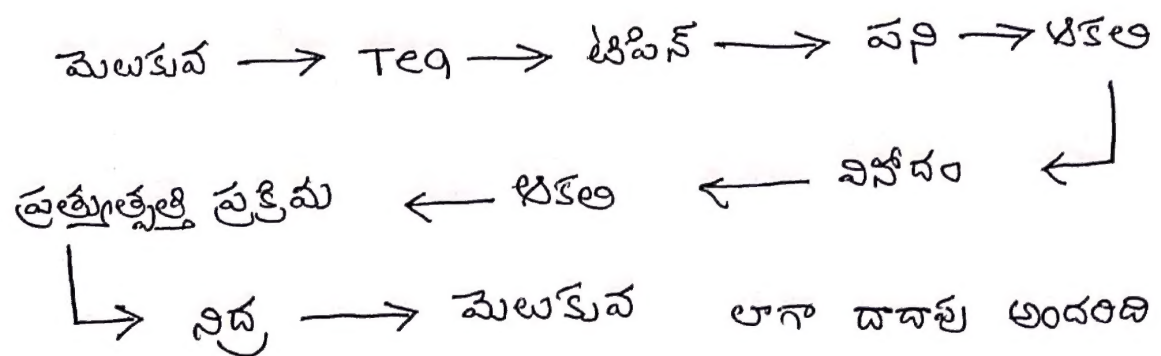 మెలుకువ → Tea → టిపిన్ → పని → ఆకలి
ప్రత్యుత్పత్తి ప్రక్రియ ← ఆకలి ← వినోదం ←
→ నిద్ర → మెలుకువ లాగా దాదాపు అందరిది